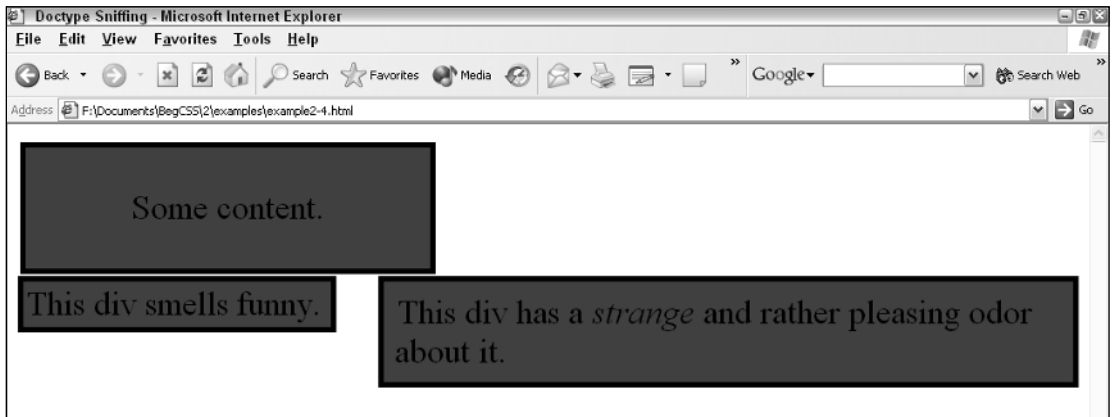 Doctype Sniffing - Microsoft Internet Explorer
File Edit View Favorites Tools Help
Back Search Favorites Media » Google Search Web »
Address F:\Documents\BegCSS\2\examples\example2-4.html Go
Some content.
This div smells funny.
This div has a strange and rather pleasing odor
about it.